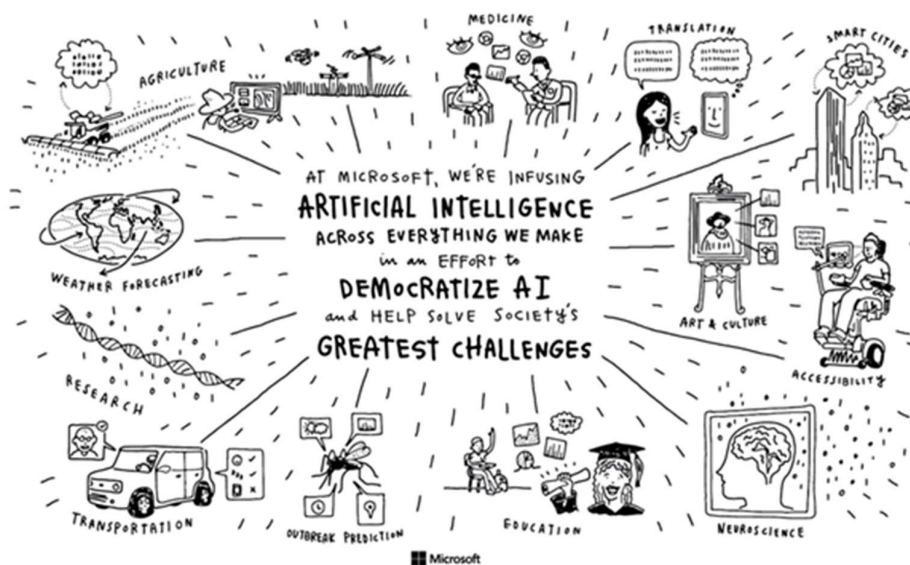 MEDICINE
TRANSLATION
SMART CITIES
AGRICULTURE
AT MICROSOFT, WE'RE INFUSING
ARTIFICIAL INTELLIGENCE
ACROSS EVERYTHING WE MAKE
in an EFFORT to
DEMOCRATIZE AI
and HELP SOLVE SOCIETY'S
GREATEST CHALLENGES
WEATHER FORECASTING
ART & CULTURE
ACCESSIBILITY
RESEARCH
TRANSPORTATION
OUTBREAK PREDICTION
EDUCATION
NEUROSCIENCE
Microsoft